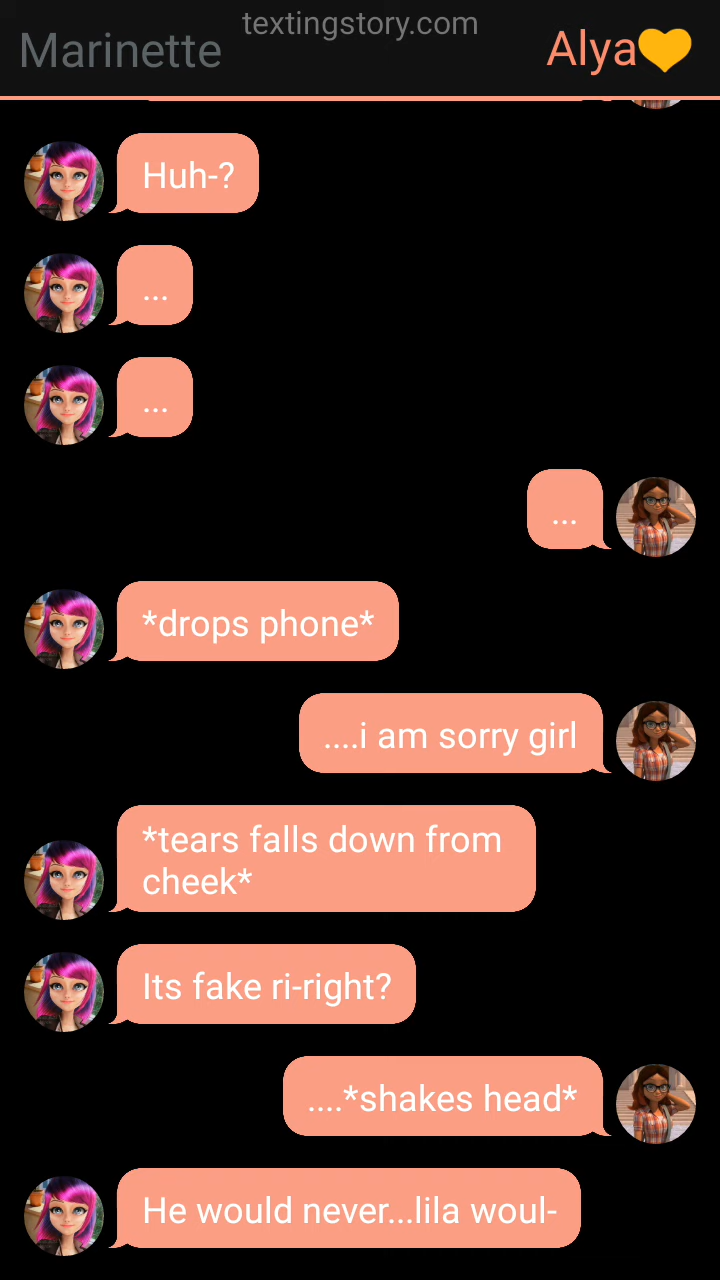 textingstory.com
Marinette
Alya💛
Huh-?
...
...
...
*drops phone*
....i am sorry girl
*tears falls down from
cheek*
Its fake ri-right?
....*shakes head*
He would never...lila woul-